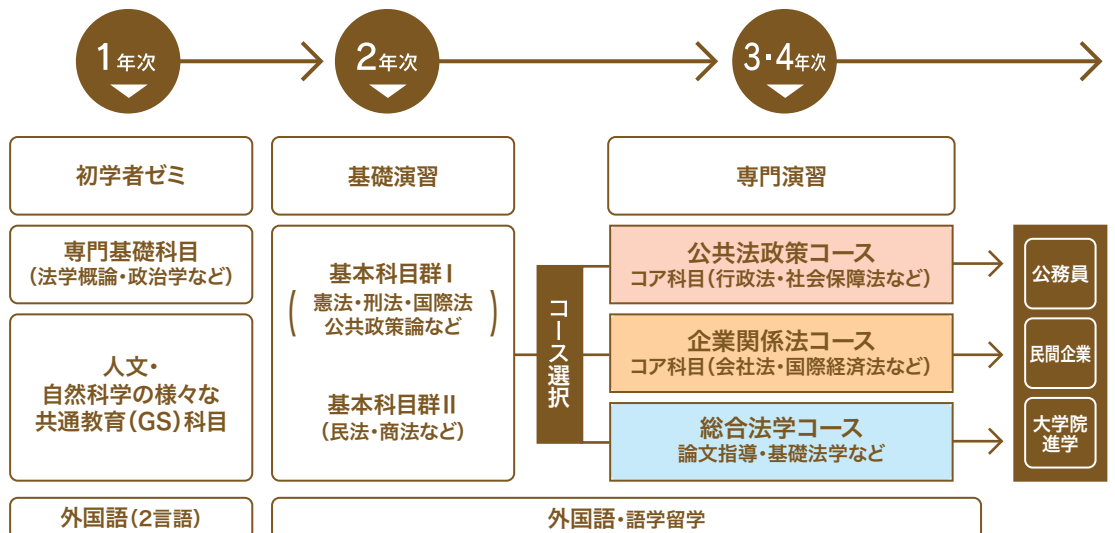 1年次
2年次
3・4年次
初学者ゼミ
基礎演習
専門演習
専門基礎科目
(法学概論・政治学など)
人文・
自然科学の様々な
共通教育(GS)科目
基本科目群Ⅰ
(憲法・刑法・国際法
公共政策論など)
基本科目群Ⅱ
(民法・商法など)
コース選択
公共法政策コース
コア科目(行政法・社会保障法など)
企業関係法コース
コア科目(会社法・国際経済法など)
総合法学コース
論文指導・基礎法学など
公務員
民間企業
大学院
進学
外国語(2言語)
外国語・語学留学